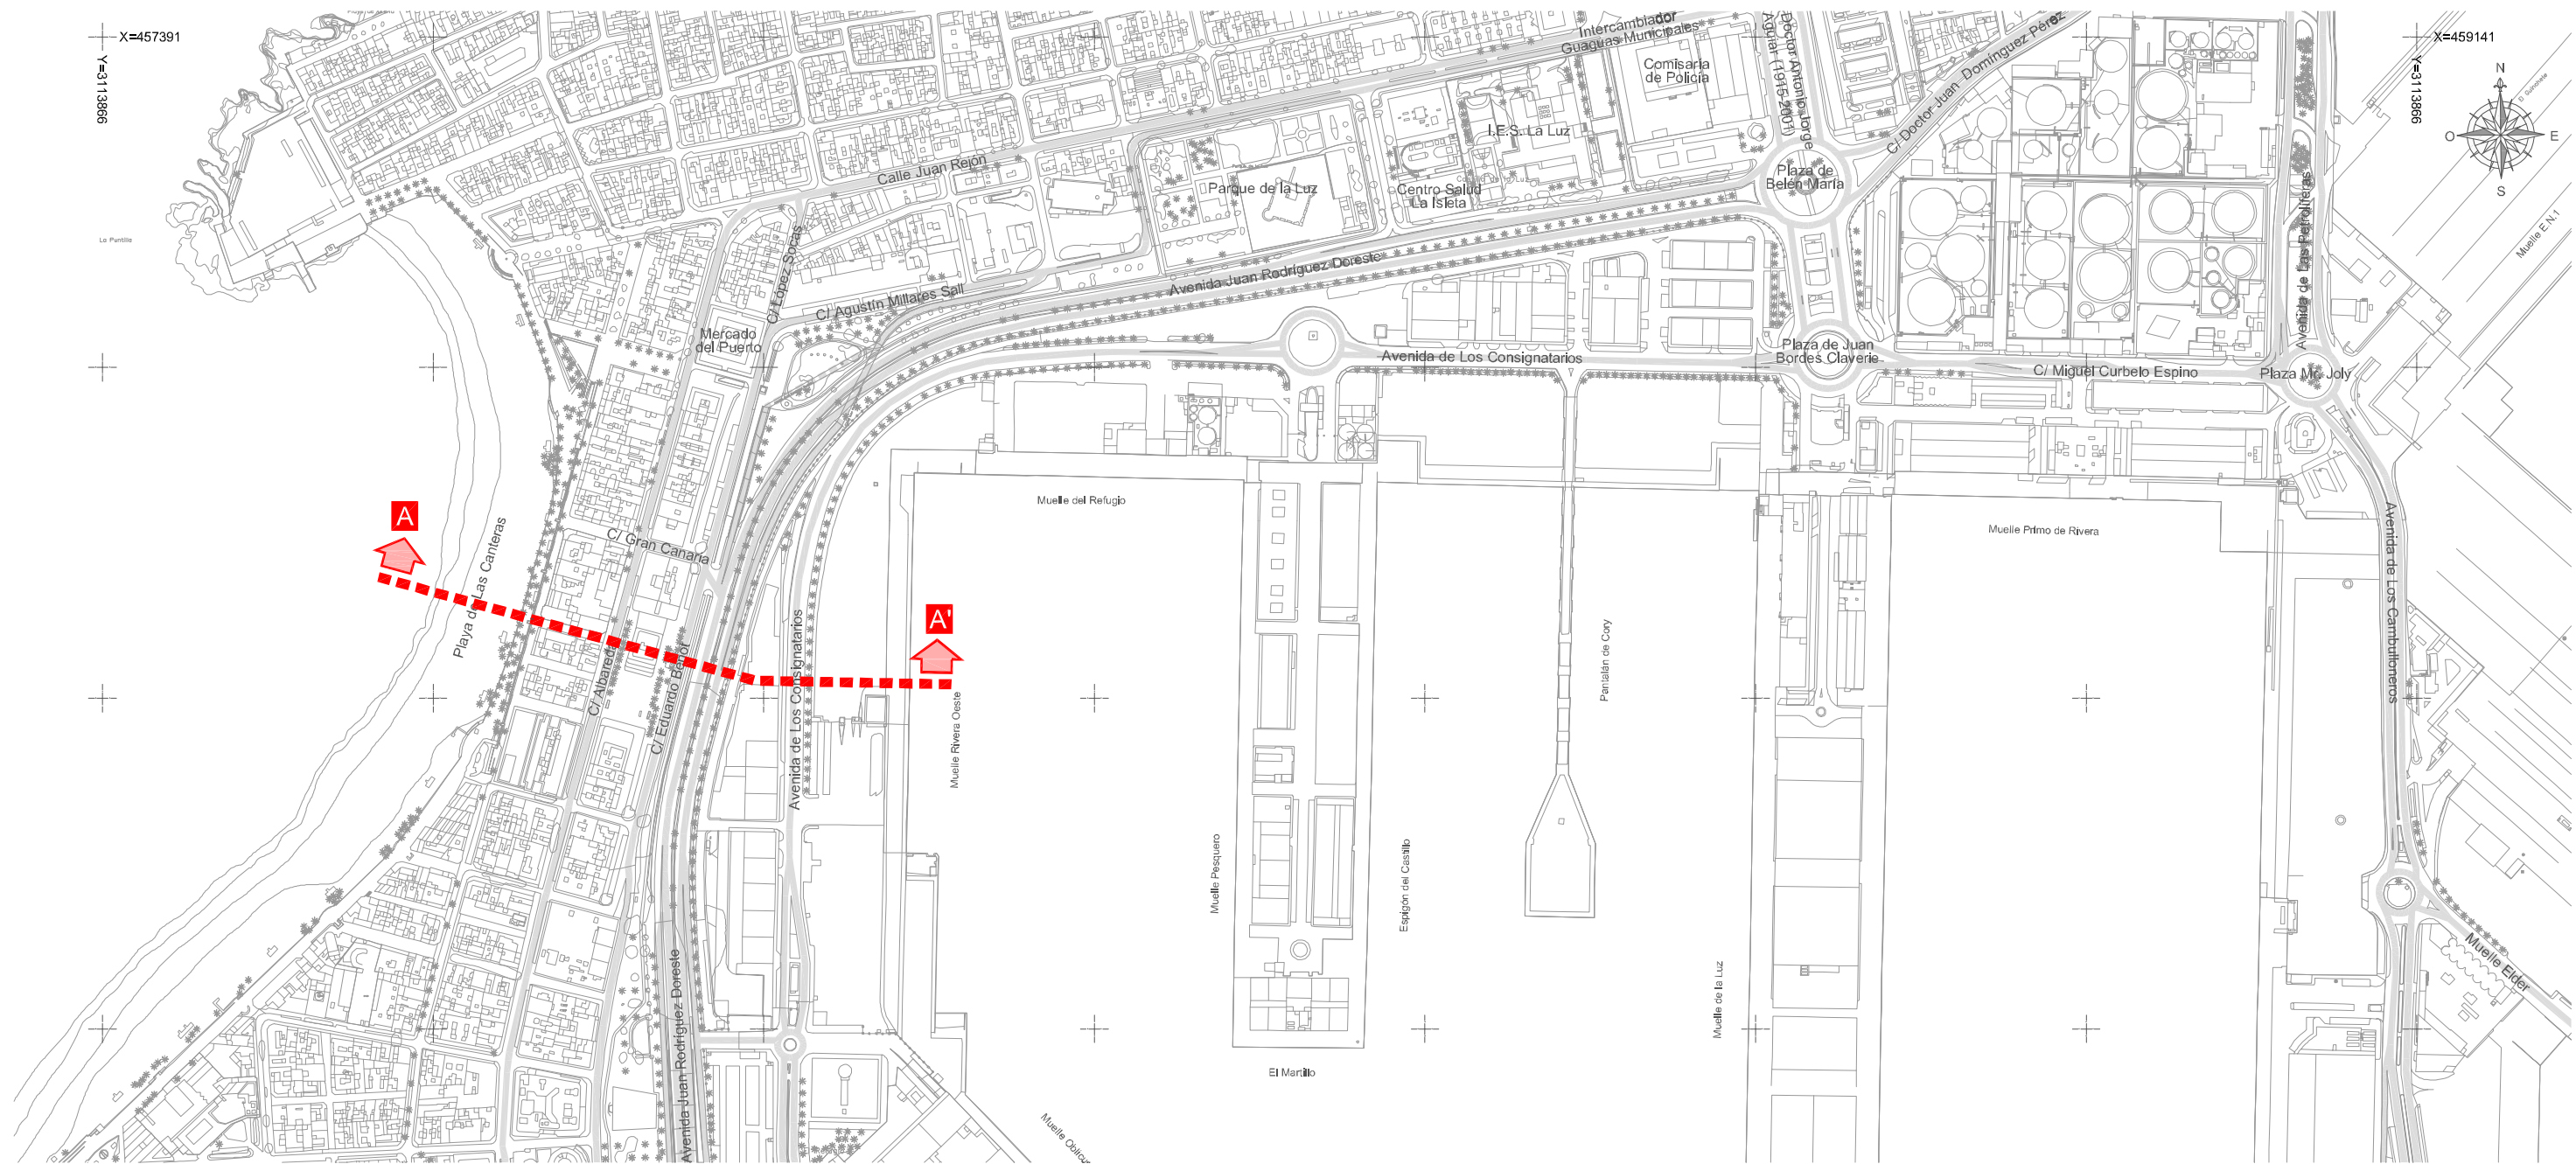 X=457391
Y=3113866
Intercambiador
Guaguas Municipales
Comisaría
de Policía
Doctor Antonio Jorge
Aguiar (1915-2001)
C/ Doctor Juan Domínguez Pérez
X=459141
Y=3113866
N
O
E
S
El Guincheté
Muelle E.N.1
I.E.S. La Luz
Calle Juan Rejón
Parque de la Luz
Centro Salud
La Isleta
Plaza de
Belén María
Avenida de Las Petrolíferas
La Puntilla
C/ López Socas
C/ Agustín Millares Sall
Avenida Juan Rodríguez Doreste
Mercado
del Puerto
Avenida de Los Consignatarios
Plaza de Juan
Bordes Claverie
C/ Miguel Curbelo Espino
Plaza Mr. Joly
Muelle del Refugio
Muelle Primo de Rivera
A
C/ Gran Canaria
Playa de Las Canteras
A'
Avenida de Los Cambulloneros
C/ Albareda
C/ Eduardo Benot
Avenida de Los Consignatarios
Muelle Rivera Oeste
Pantalán de Cory
Muelle Pesquero
Espigón del Castillo
Muelle de la Luz
Muelle Elder
Avenida Juan Rodríguez Doreste
El Martillo
Muelle Oblicuo